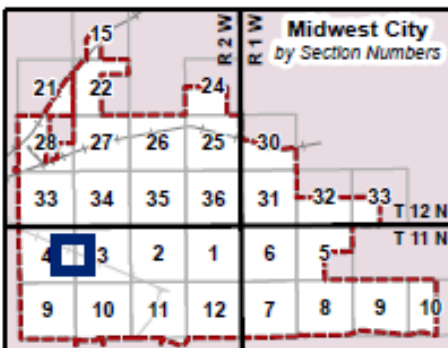 Midwest City
by Section Numbers
R 2 W
R 1 W
15
21 22 24
28 27 26 25 30
33 34 35 36 31 32 33
T 12 N
T 11 N
4 3 2 1 6 5
9 10 11 12 7 8 9 10